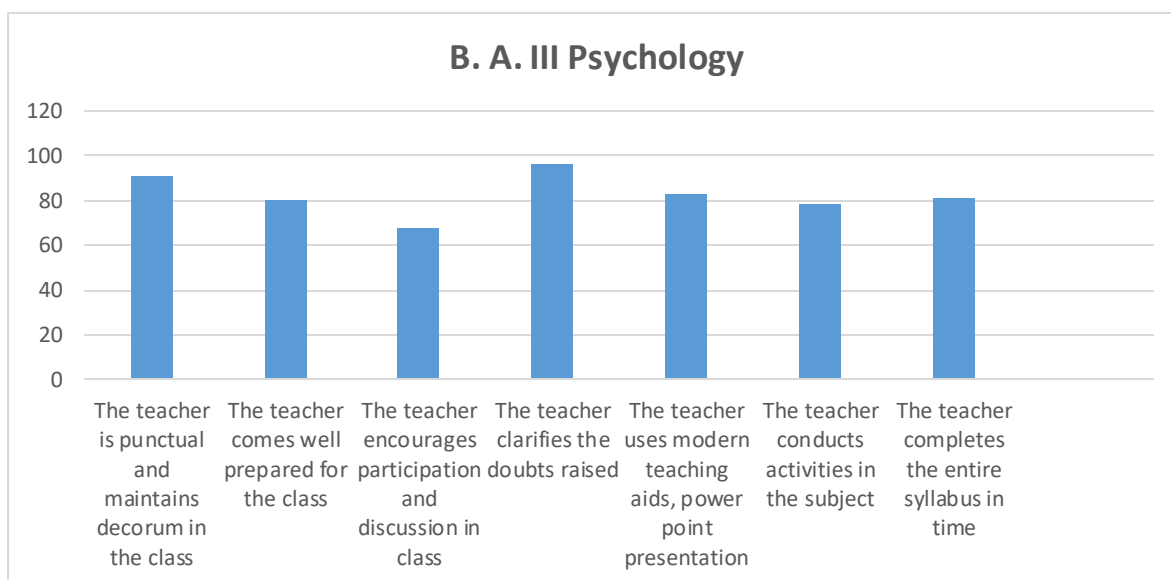 B. A. III Psychology
120
100
80
60
40
20
0
The teacher
is punctual
and
maintains
decorum in
the class
The teacher
comes well
prepared for
the class
The teacher
encourages
participation
and
discussion in
class
The teacher
clarifies the
doubts raised
The teacher
uses modern
teaching
aids, power
point
presentation
The teacher
conducts
activities in
the subject
The teacher
completes
the entire
syllabus in
time